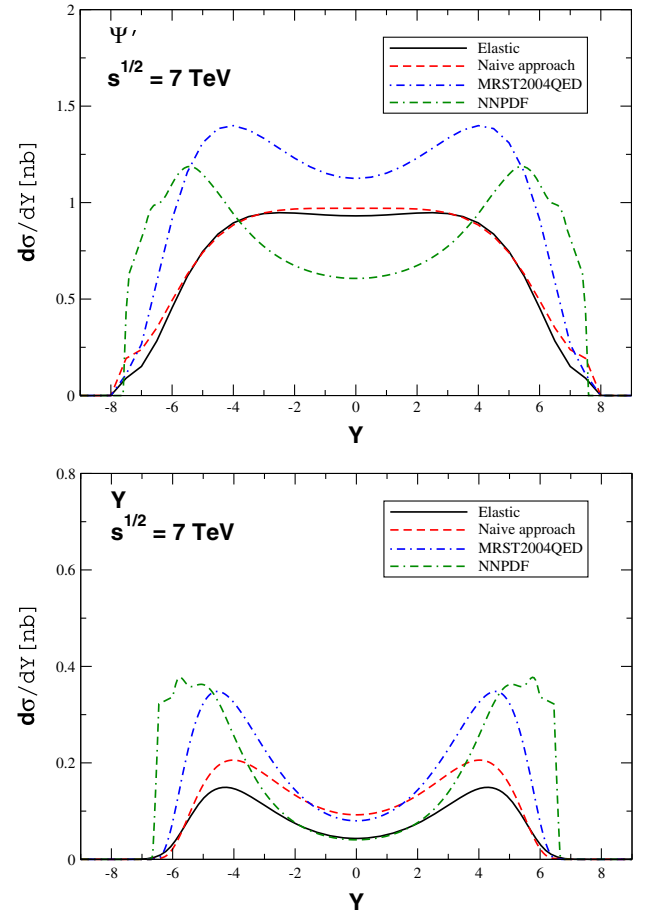 2
Ψ′
s^{1/2} = 7 TeV
Elastic
Naive approach
MRST2004QED
NNPDF
1.5
1
0.5
0
dσ/dY [nb]
-8 -6 -4 -2 0 2 4 6 8
Y
0.8
Y
s^{1/2} = 7 TeV
Elastic
Naive approach
MRST2004QED
NNPDF
0.6
0.4
0.2
0
dσ/dY [nb]
-8 -6 -4 -2 0 2 4 6 8
Y